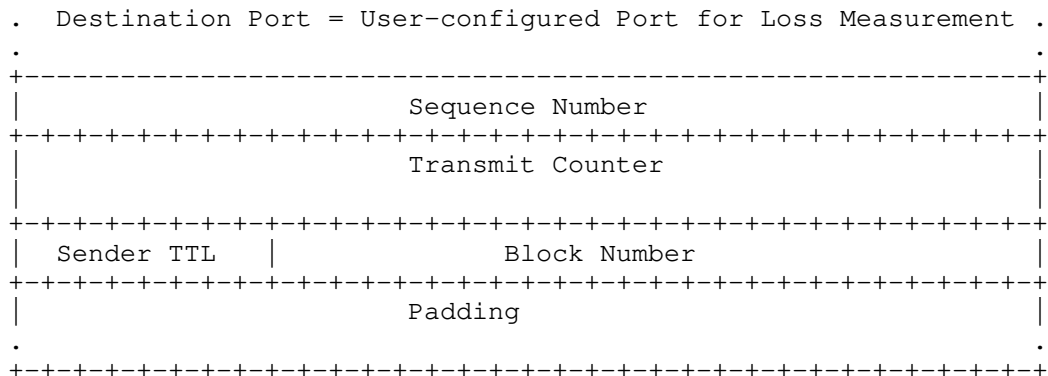 .  Destination Port = User-configured Port for Loss Measurement .
.                                                               .
+---------------------------------------------------------------+
|                        Sequence Number                        |
+-+-+-+-+-+-+-+-+-+-+-+-+-+-+-+-+-+-+-+-+-+-+-+-+-+-+-+-+-+-+-+-+
|                        Transmit Counter                       |
|                                                               |
+-+-+-+-+-+-+-+-+-+-+-+-+-+-+-+-+-+-+-+-+-+-+-+-+-+-+-+-+-+-+-+-+
|  Sender TTL   |              Block Number                     |
+-+-+-+-+-+-+-+-+-+-+-+-+-+-+-+-+-+-+-+-+-+-+-+-+-+-+-+-+-+-+-+-+
|                        Padding                                |
.                                                               .
+-+-+-+-+-+-+-+-+-+-+-+-+-+-+-+-+-+-+-+-+-+-+-+-+-+-+-+-+-+-+-+-+